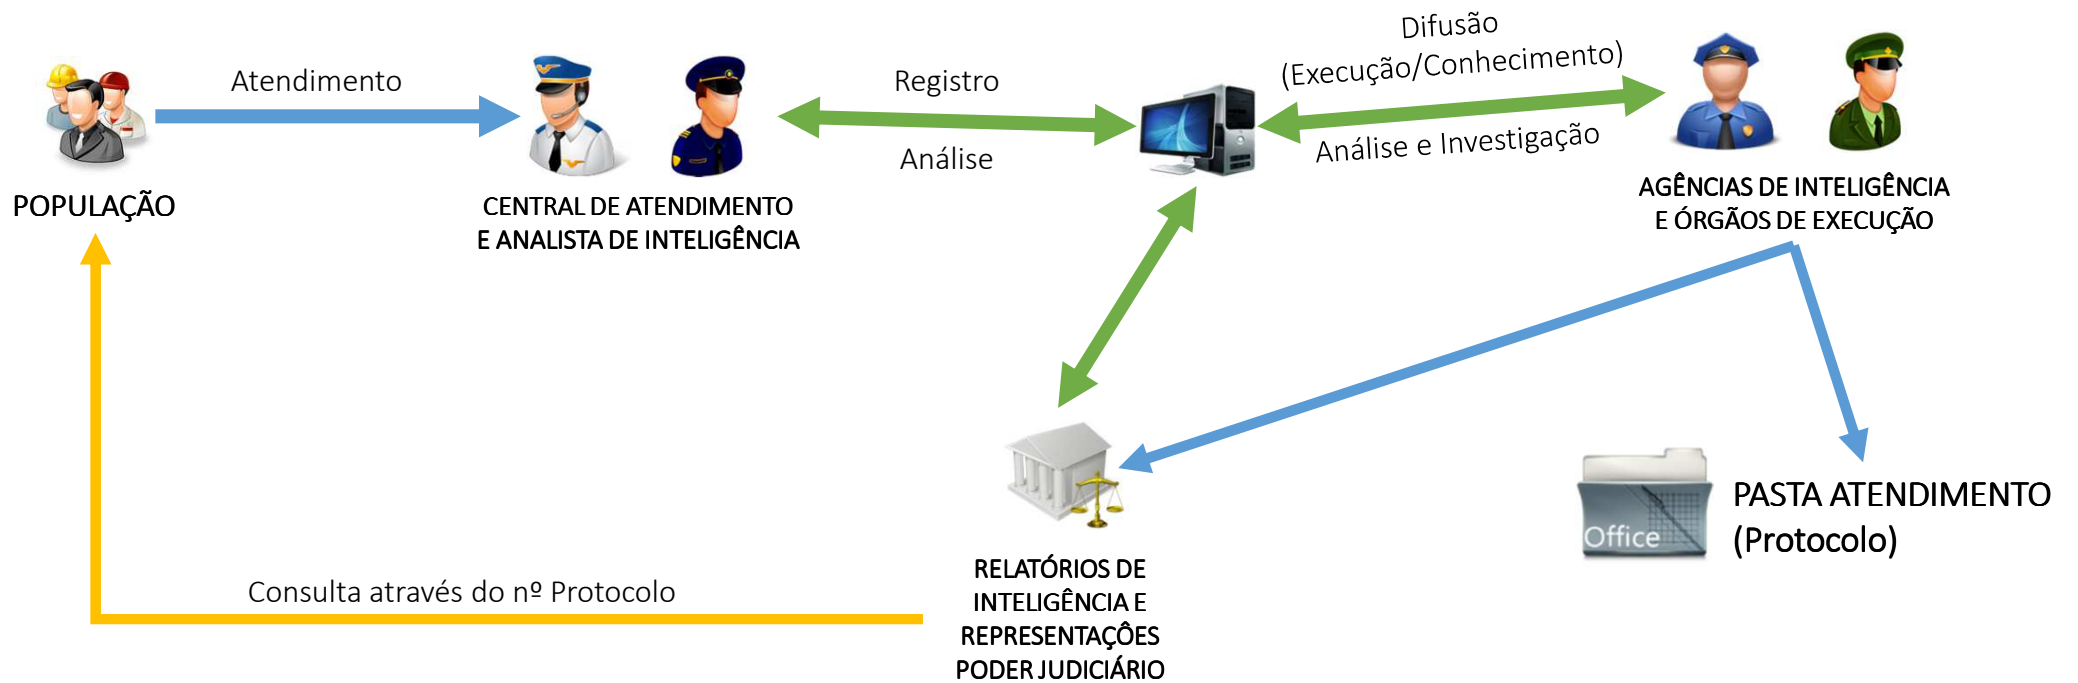 Atendimento
POPULAÇÃO
CENTRAL DE ATENDIMENTO
E ANALISTA DE INTELIGÊNCIA
Registro
Análise
Difusão
(Execução/Conhecimento)
Análise e Investigação
AGÊNCIAS DE INTELIGÊNCIA
E ÓRGÃOS DE EXECUÇÃO
Office
PASTA ATENDIMENTO
(Protocolo)
RELATÓRIOS DE
INTELIGÊNCIA E
REPRESENTAÇÔES
PODER JUDICIÁRIO
Consulta através do nº Protocolo